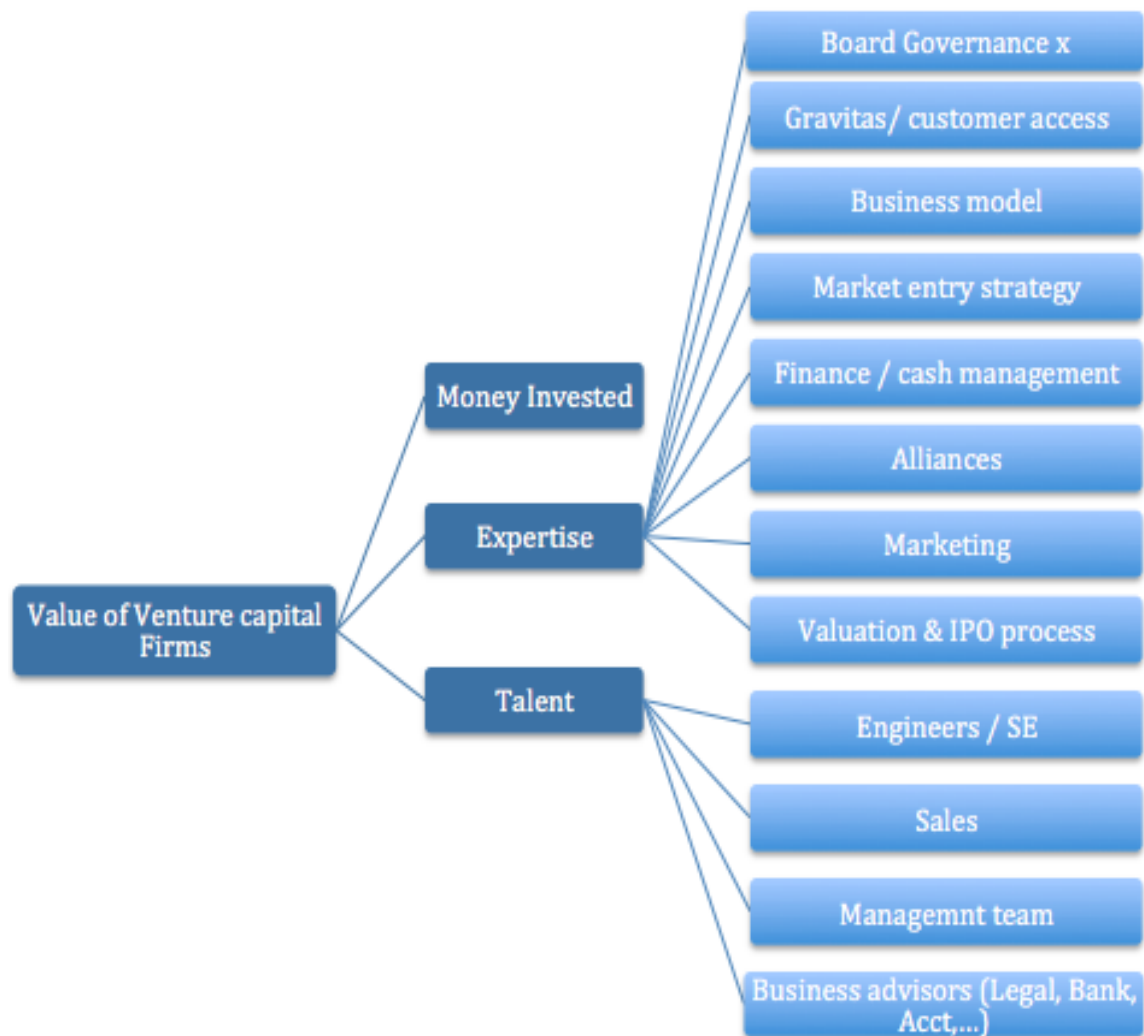 Board Governance x
Gravitas/ customer access
Business model
Market entry strategy
Finance / cash management
Money Invested
Alliances
Expertise
Marketing
Value of Venture capital
Firms
Valuation & IPO process
Talent
Engineers / SE
Sales
Managemnt team
Business advisors (Legal, Bank,
Acct,...)